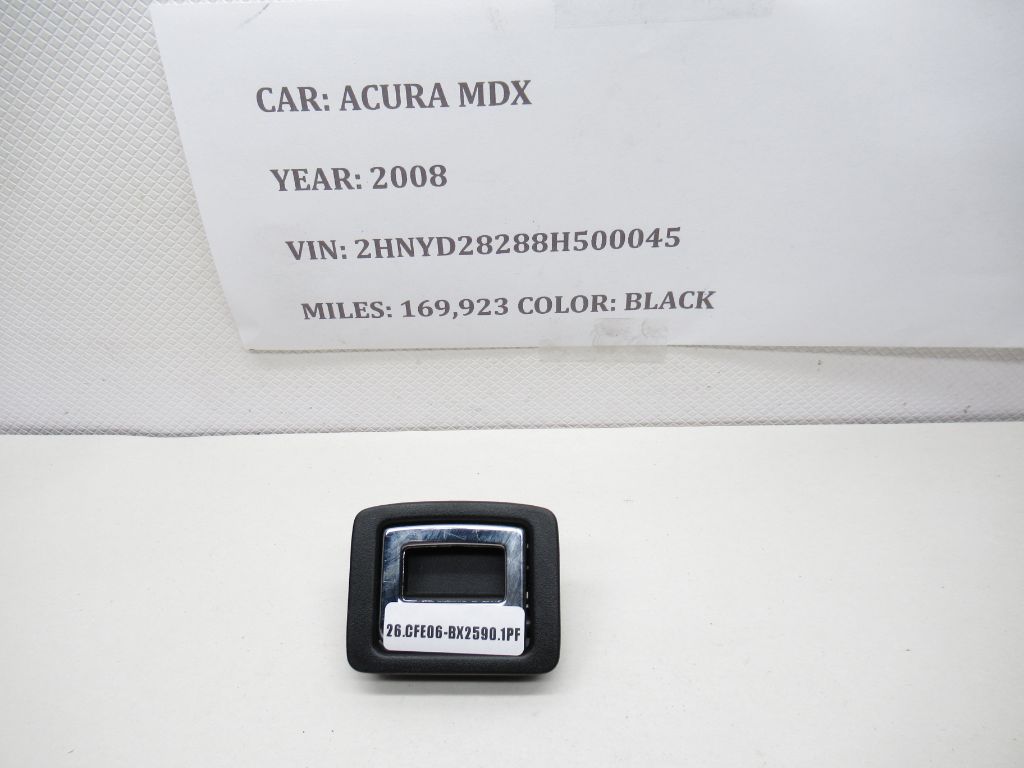 CAR: ACURA MDX
YEAR: 2008
VIN: 2HNYD28288H500045
MILES: 169,923 COLOR: BLACK
26.CFE06-BX2590.1PF